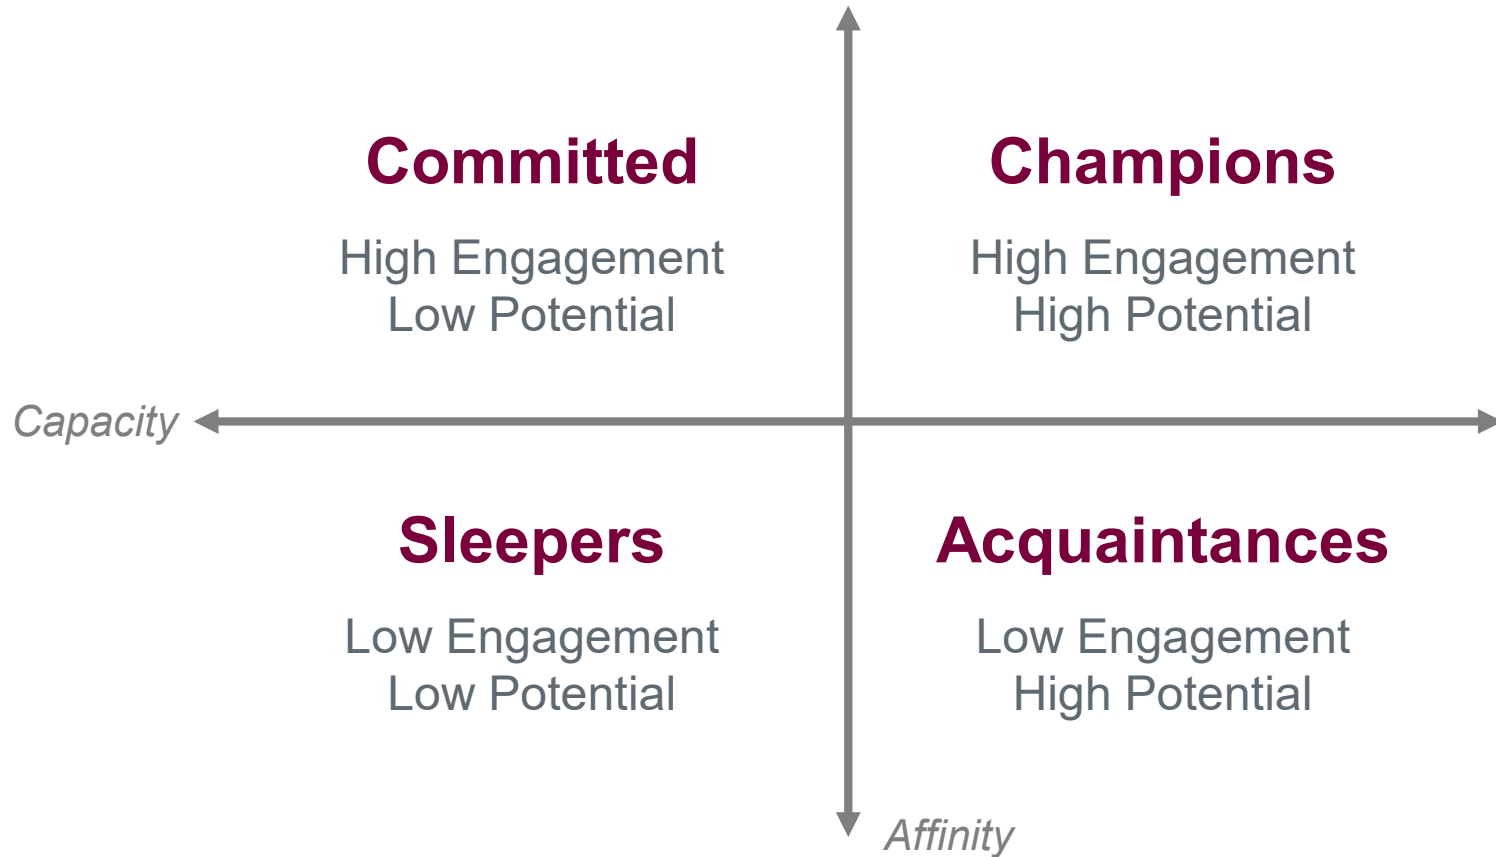 Committed
High Engagement
Low Potential
Champions
High Engagement
High Potential
Capacity
Sleepers
Low Engagement
Low Potential
Acquaintances
Low Engagement
High Potential
Affinity